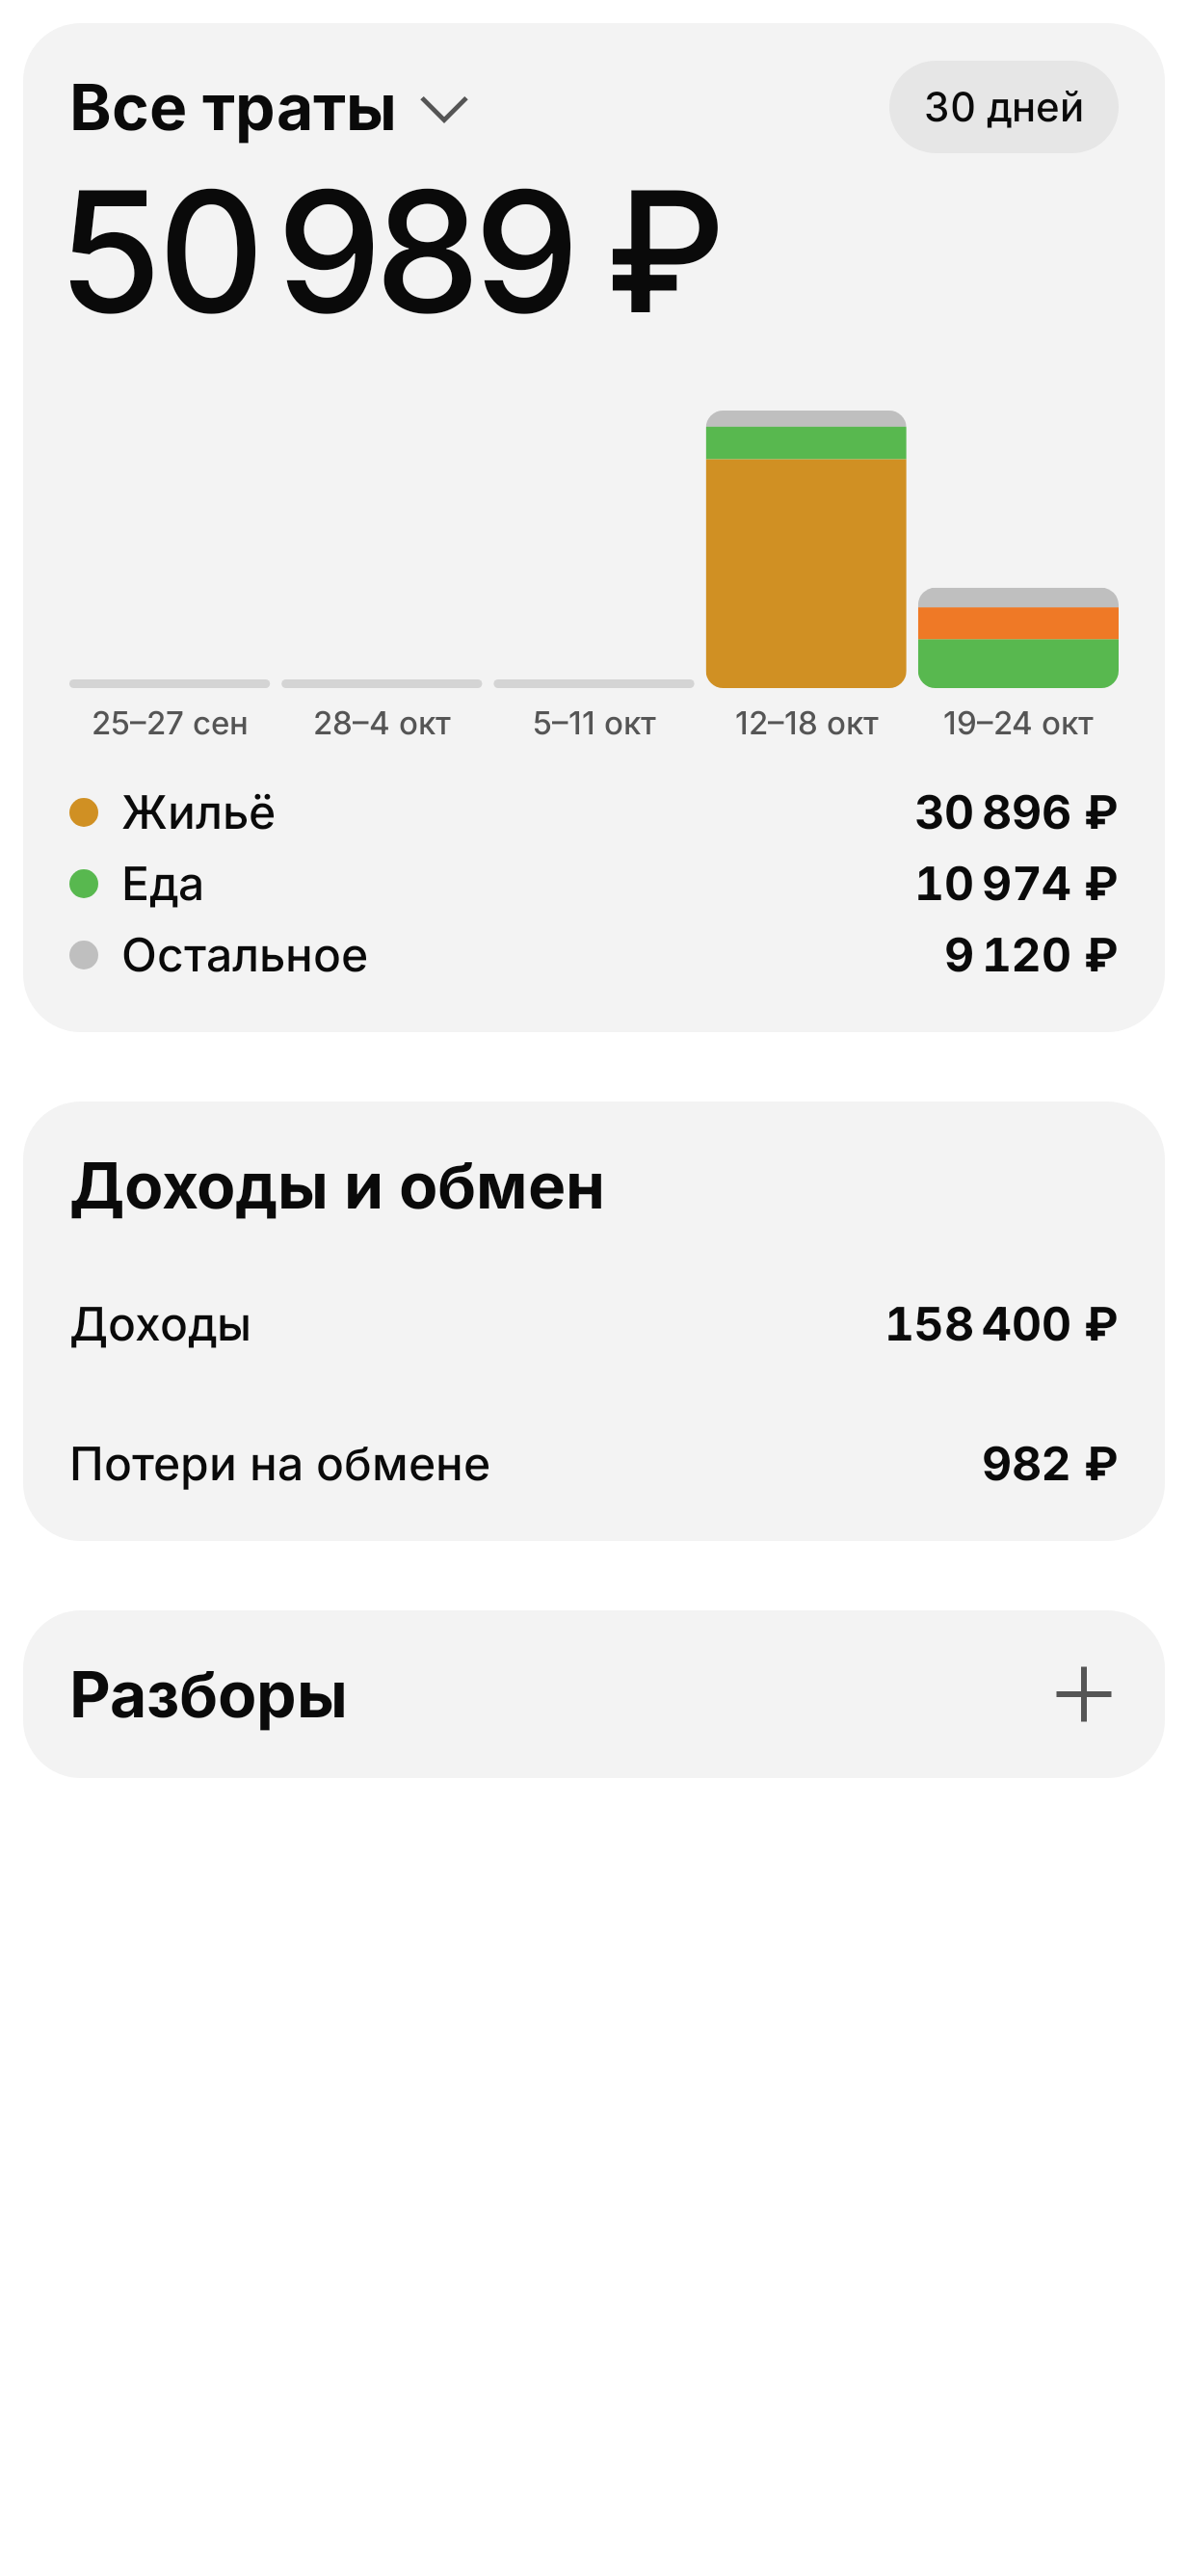 Все траты
30 дней
50 989 ₽
25–27 сен
28–4 окт
5–11 окт
12–18 окт
19–24 окт
Жильё 30 896 ₽
Еда 10 974 ₽
Остальное 9 120 ₽
Доходы и обмен
Доходы 158 400 ₽
Потери на обмене 982 ₽
Разборы